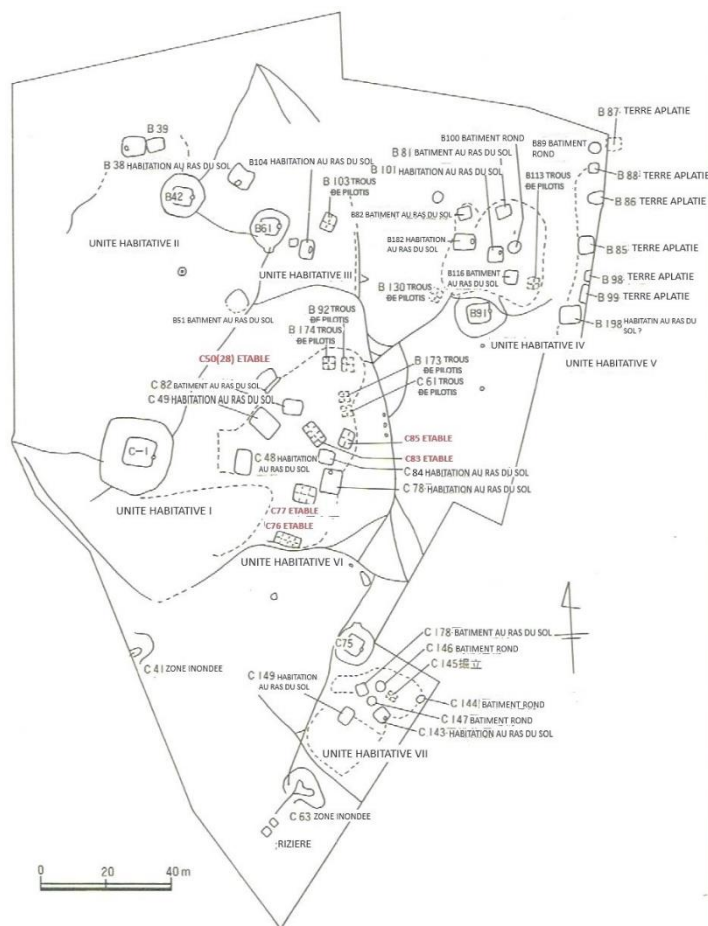 B 87: TERRE APLATIE
B 39
B100 BATIMENT ROND
B89 BATIMENT
ROND
B 38 HABITATION AU RAS DU SOL
B104 HABITATION AU RAS DU SOL
B 81 BATIMENT AU RAS DU SOL
B 101 HABITATION AU RAS DU SOL
B113 TROUS
DE PILOTIS
B 88: TERRE APLATIE
B 103 TROUS
DE PILOTIS
B42
B 86 TERRE APLATIE
B82 BATIMENT AU RAS DU SOL
B61
UNITE HABITATIVE II
B182 HABITATION
AU RAS DU SOL
B 85 TERRE APLATIE
UNITE HABITATIVE III
B116 BATIMENT
AU RAS DU SOL
B 98 TERRE APLATIE
B 130 TROUS
DE PILOTIS
B 99 TERRE APLATIE
B 92 TROUS
DE PILOTIS
B51 BATIMENT AU RAS DU SOL
B91
B 198 HABITATIN AU RAS DU
SOL ?
B 174 TROUS
DE PILOTIS
UNITE HABITATIVE IV
UNITE HABITATIVE V
C50(28) ETABLE
B 173 TROUS
DE PILOTIS
C 82 BATIMENT AU RAS DU SOL
C 61 TROUS
DE PILOTIS
C 49 HABITATION AU RAS DU SOL
C85 ETABLE
C-1
C 48 HABITATION
AU RAS DU SOL
C83 ETABLE
C 84 HABITATION AU RAS DU SOL
C 78 HABITATION AU RAS DU SOL
UNITE HABITATIVE I
C77 ETABLE
C76 ETABLE
UNITE HABITATIVE VI
C 178 BATIMENT AU RAS DU SOL
C75
C 146 BATIMENT ROND
C 41 ZONE INONDEE
C 145 掘立
C 149 HABITATION
AU RAS DU SOL
C 144 BATIMENT ROND
C 147 BATIMENT ROND
C 143 HABITATION AU RAS DU SOL
UNITE HABITATIVE VII
C 63 ZONE INONDEE
RIZIERE
0 20 40 m